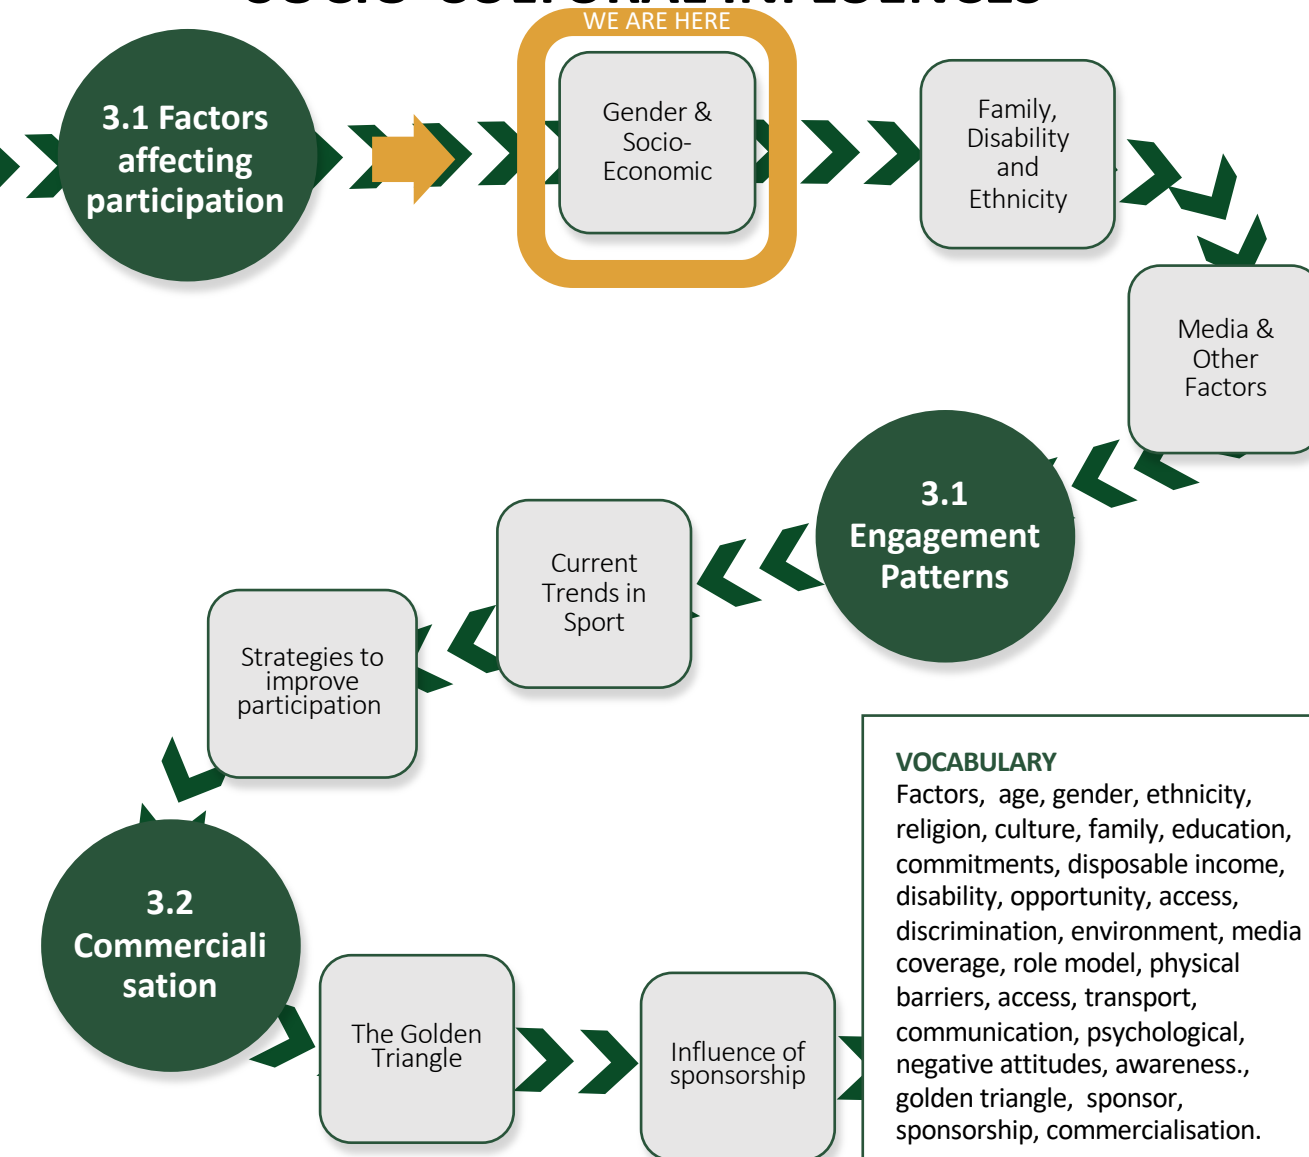 SOCIO-CULTURAL INFLUENCES
WE ARE HERE
3.1 Factors
affecting
participation
Gender &
Socio-
Economic
Family,
Disability
and
Ethnicity
Media &
Other
Factors
3.1
Engagement
Patterns
Current
Trends in
Sport
Strategies to
improve
participation
3.2
Commerciali
sation
The Golden
Triangle
Influence of
sponsorship
VOCABULARY
Factors, age, gender, ethnicity,
religion, culture, family, education,
commitments, disposable income,
disability, opportunity, access,
discrimination, environment, media
coverage, role model, physical
barriers, access, transport,
communication, psychological,
negative attitudes, awareness.,
golden triangle, sponsor,
sponsorship, commercialisation.